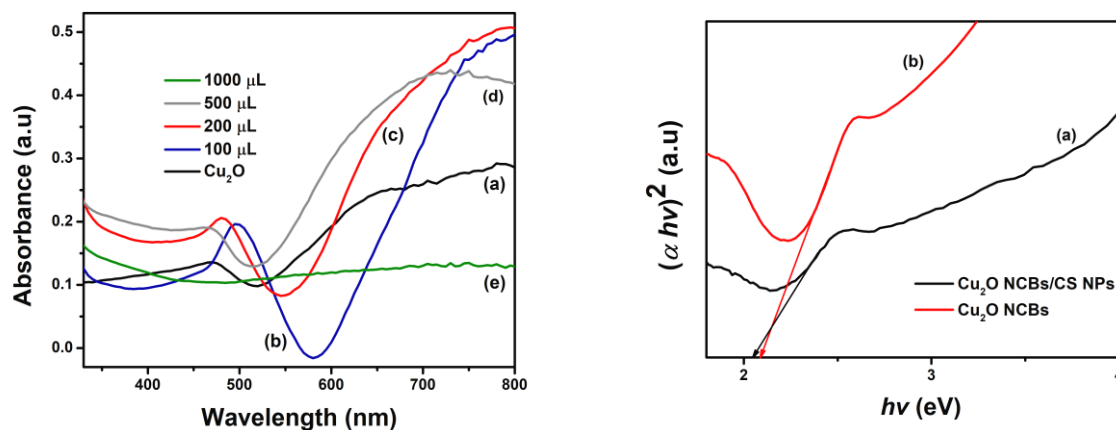 0.5
0.4
0.3
0.2
0.1
0.0
Absorbance (a.u)
1000 μL
500 μL
200 μL
100 μL
Cu₂O
(d)
(c)
(a)
(e)
(b)
400 500 600 700 800
Wavelength (nm)
(α hν)² (a.u)
(b)
(a)
Cu₂O NCBs/CS NPs
Cu₂O NCBs
2 3 4
hν (eV)